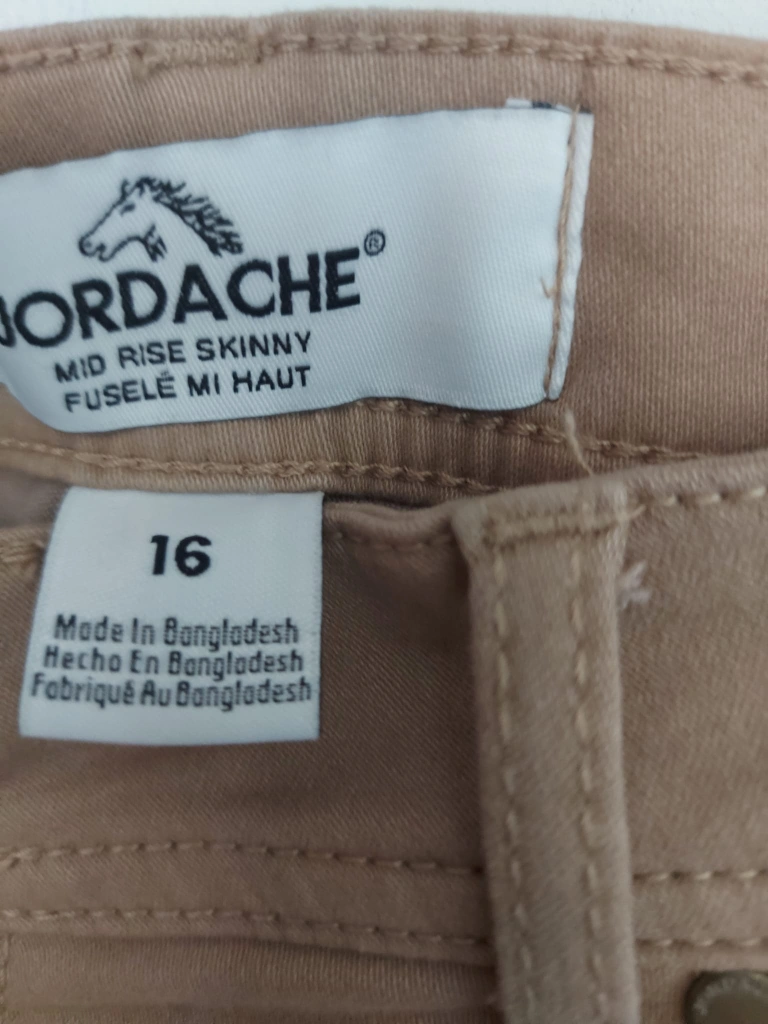 JORDACHE®
MID RISE SKINNY
FUSELÉ MI HAUT
16
Made In Bangladesh
Hecho En Bangladesh
Fabriqué Au Bangladesh